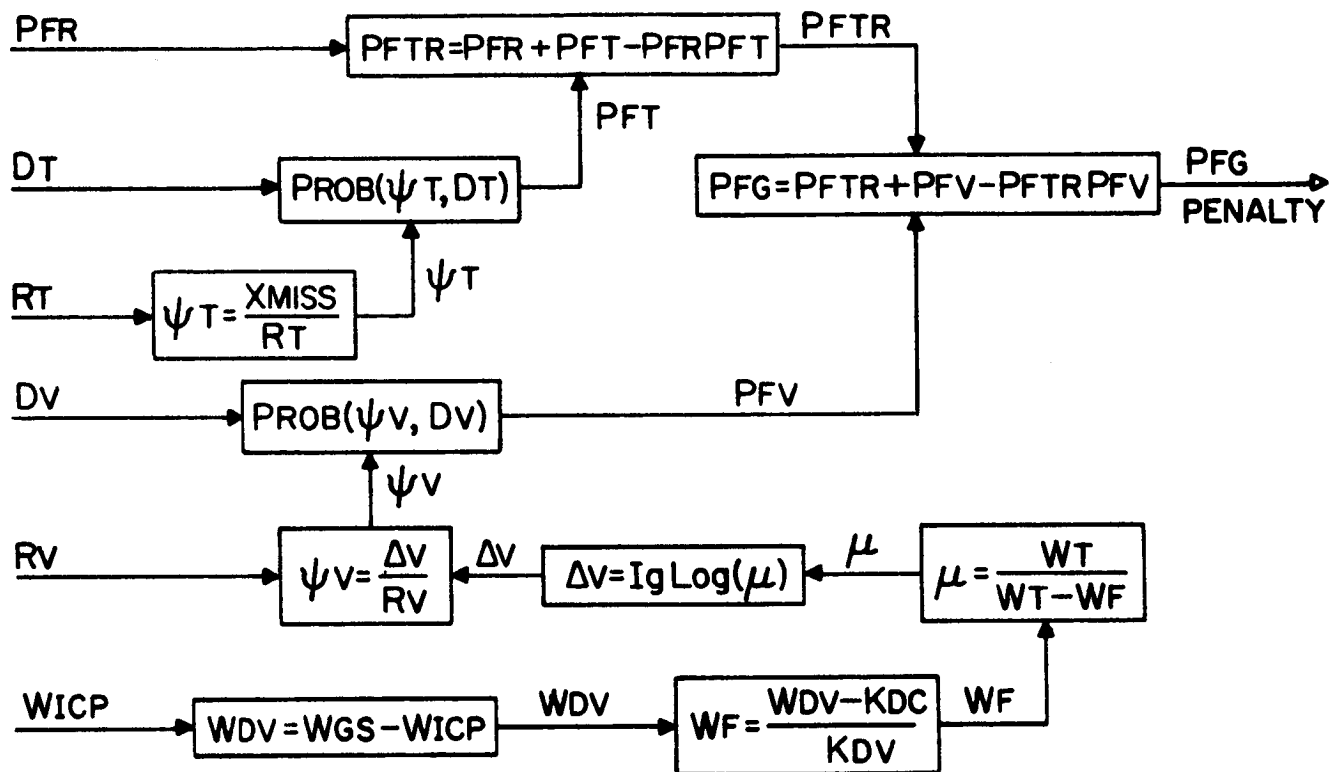 PFR
PFTR=PFR+PFT-PFRPFT
PFTR
PFT
DT
PROB(ψT,DT)
PFG=PFTR+PFV-PFTRPFV
PFG
PENALTY
ψT
RT
ψT=XMISS/RT
DV
PROB(ψV, DV)
PFV
ψV
RV
ψV=ΔV/RV
ΔV
ΔV=IgLog(μ)
μ
μ=WT/WT-WF
WICP
WDV=WGS-WICP
WDV
WF=WDV-KDC/KDV
WF